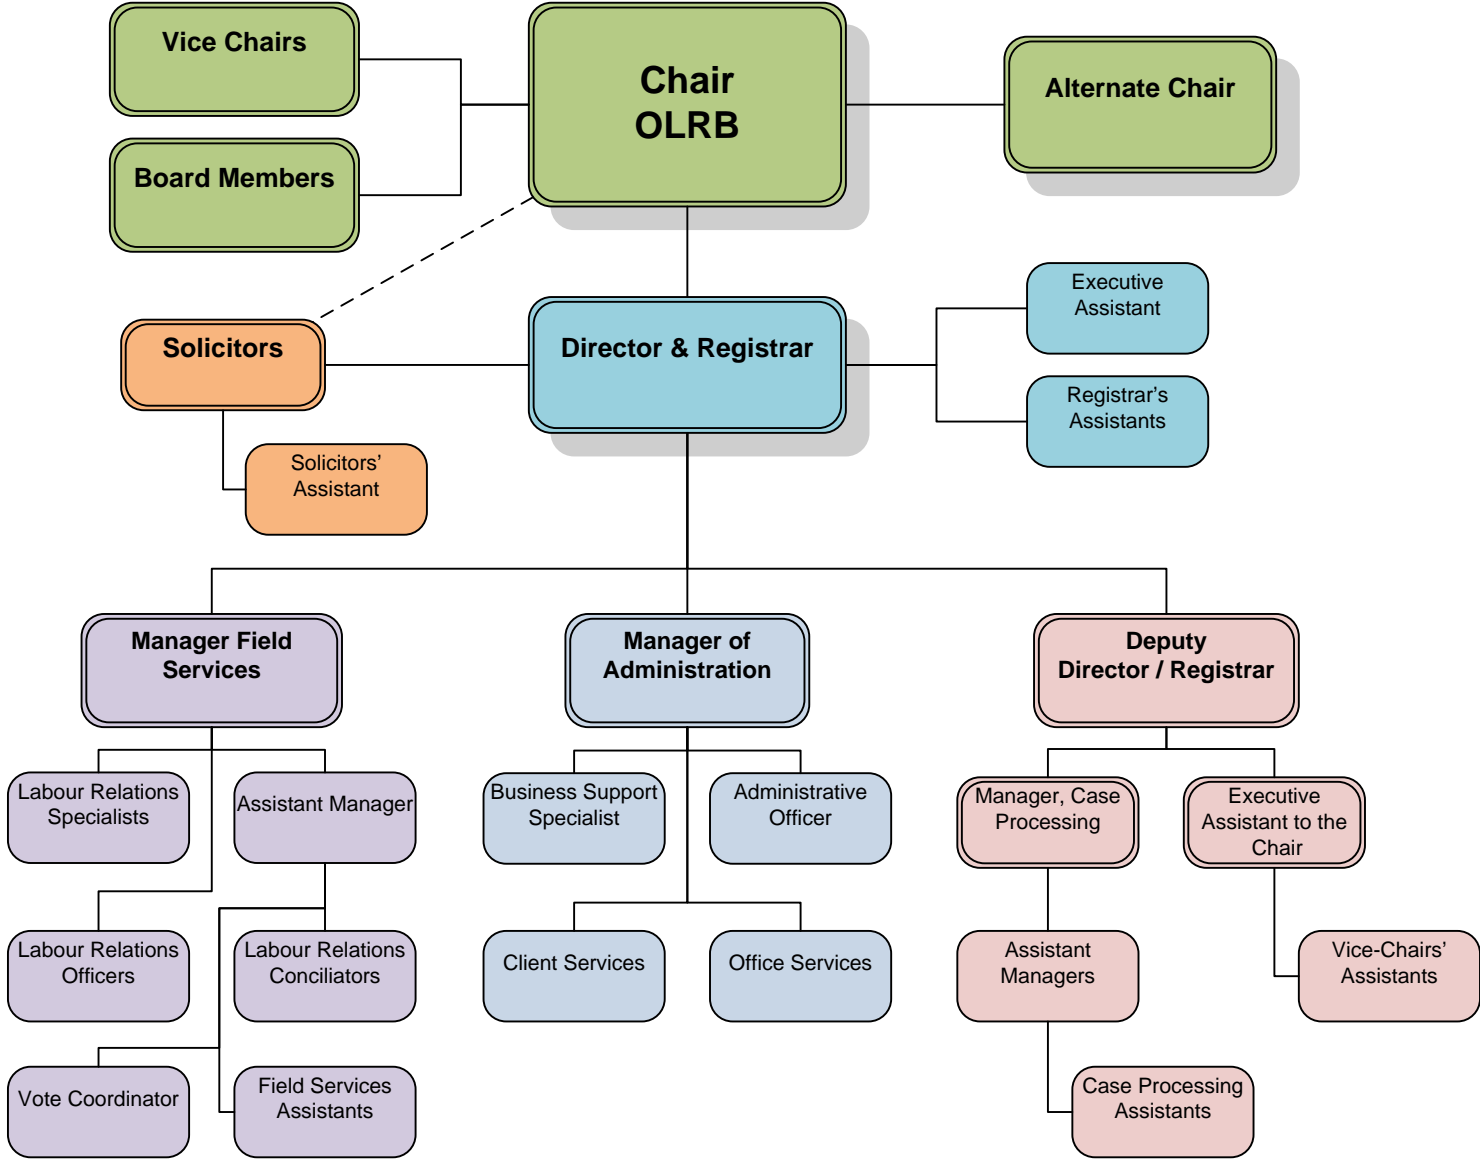 Vice Chairs
Chair
OLRB
Alternate Chair
Board Members
Executive
Assistant
Solicitors
Director & Registrar
Registrar’s
Assistants
Solicitors’
Assistant
Manager Field
Services
Manager of
Administration
Deputy
Director / Registrar
Labour Relations
Specialists
Assistant Manager
Business Support
Specialist
Administrative
Officer
Manager, Case
Processing
Executive
Assistant to the
Chair
Labour Relations
Officers
Labour Relations
Conciliators
Client Services
Office Services
Assistant
Managers
Vice-Chairs’
Assistants
Vote Coordinator
Field Services
Assistants
Case Processing
Assistants